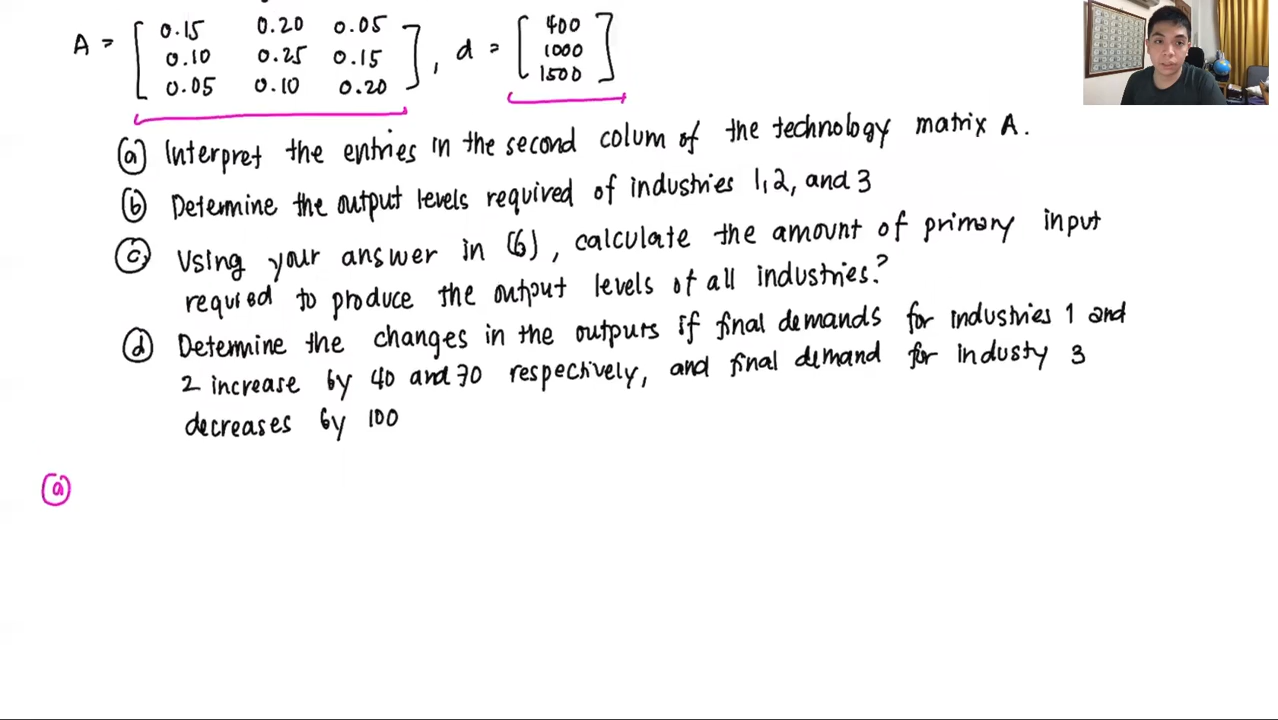 A = [ 0.15 0.20 0.05
0.10 0.25 0.15
0.05 0.10 0.20 ] , d = [ 400
1000
1500 ]
(a) Interpret the entries in the second colum of the technology matrix A.
(b) Determine the output levels required of industries 1, 2, and 3
(c) Using your answer in (b), calculate the amount of primary input
required to produce the output levels of all industries?
(d) Determine the changes in the outputs if final demands for industries 1 and
2 increase by 40 and 70 respectively, and final demand for industy 3
decreases by 100
(a)